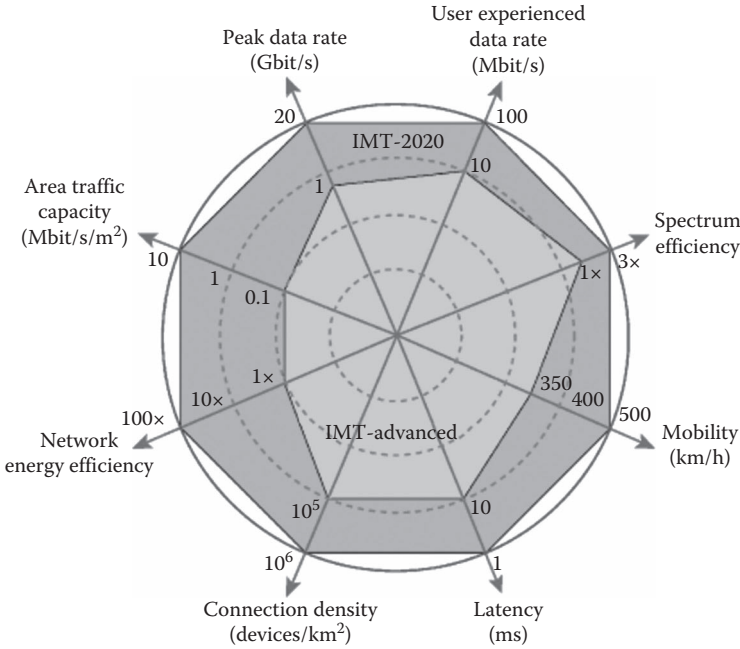 User experienced
data rate
(Mbit/s)
Peak data rate
(Gbit/s)
20
100
IMT-2020
1
10
Area traffic
capacity
(Mbit/s/m²)
Spectrum
efficiency
10
1
0.1
1×
3×
1×
10×
100×
350
400
500
Network
energy efficiency
Mobility
(km/h)
IMT-advanced
10⁵
10
10⁶
1
Connection density
(devices/km²)
Latency
(ms)